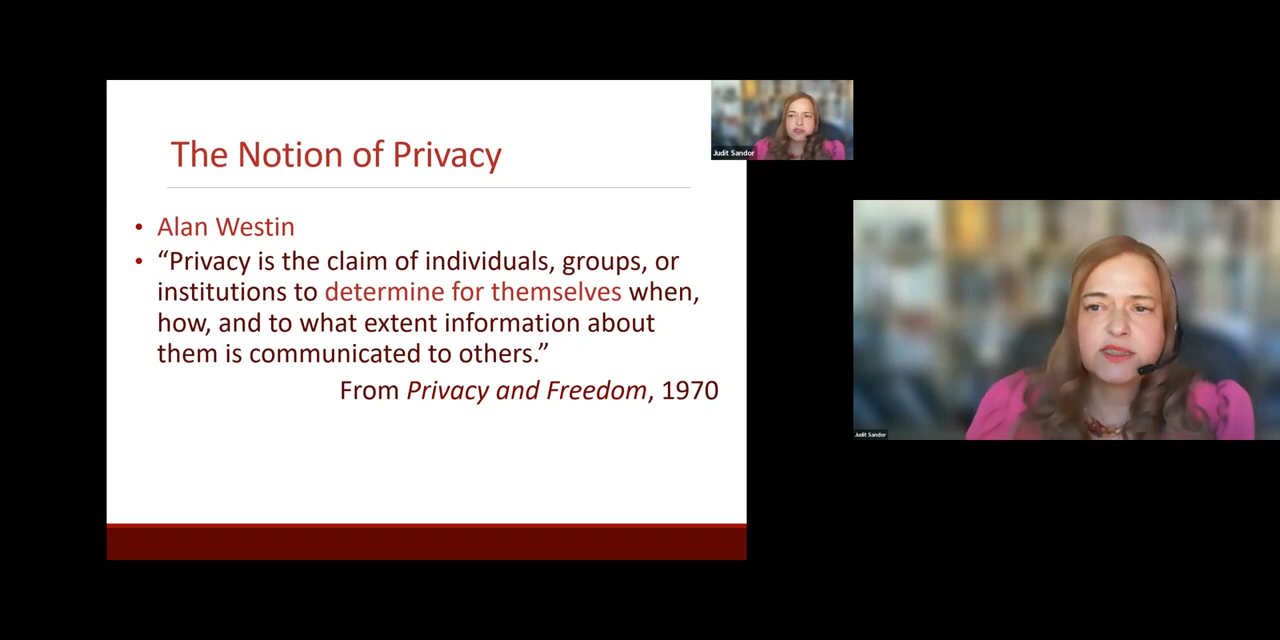 The Notion of Privacy
• Alan Westin
• “Privacy is the claim of individuals, groups, or
institutions to determine for themselves when,
how, and to what extent information about
them is communicated to others.”
From Privacy and Freedom, 1970
Judit Sandor
Judit Sandor